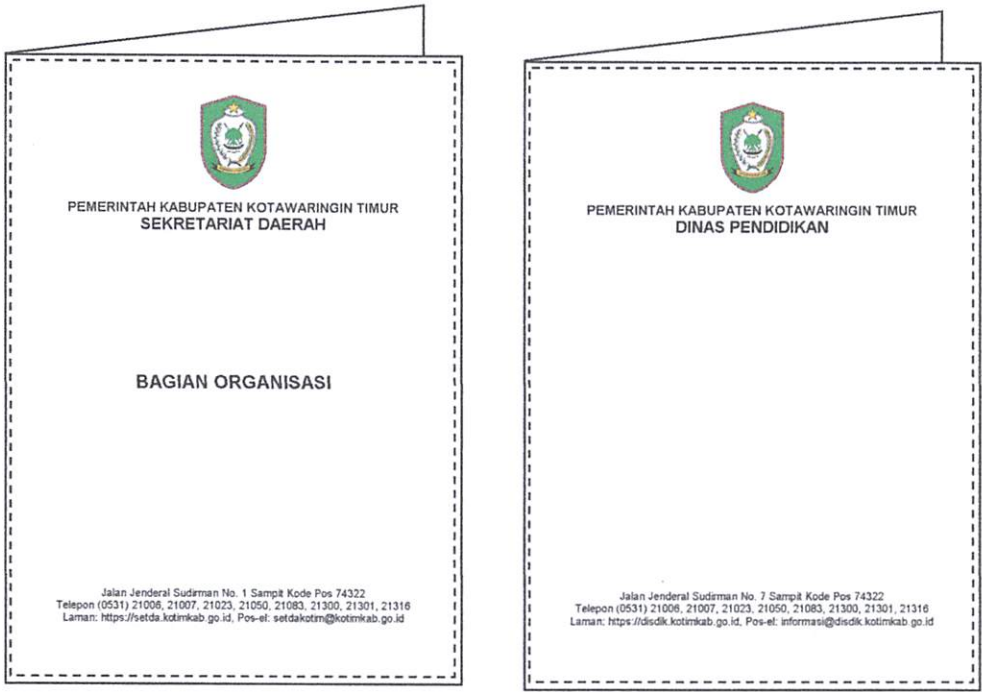 PEMERINTAH KABUPATEN KOTAWARINGIN TIMUR
SEKRETARIAT DAERAH
BAGIAN ORGANISASI
Jalan Jenderal Sudirman No. 1 Sampit Kode Pos 74322
Telepon (0531) 21006, 21007, 21023, 21050, 21083, 21300, 21301, 21316
Laman: https://setda.kotimkab.go.id, Pos-el: setdakotim@kotimkab.go.id
PEMERINTAH KABUPATEN KOTAWARINGIN TIMUR
DINAS PENDIDIKAN
Jalan Jenderal Sudirman No. 7 Sampit Kode Pos 74322
Telepon (0531) 21006, 21007, 21023, 21050, 21083, 21300, 21301, 21316
Laman: https://disdik.kotimkab.go.id, Pos-el: informasi@disdik.kotimkab.go.id